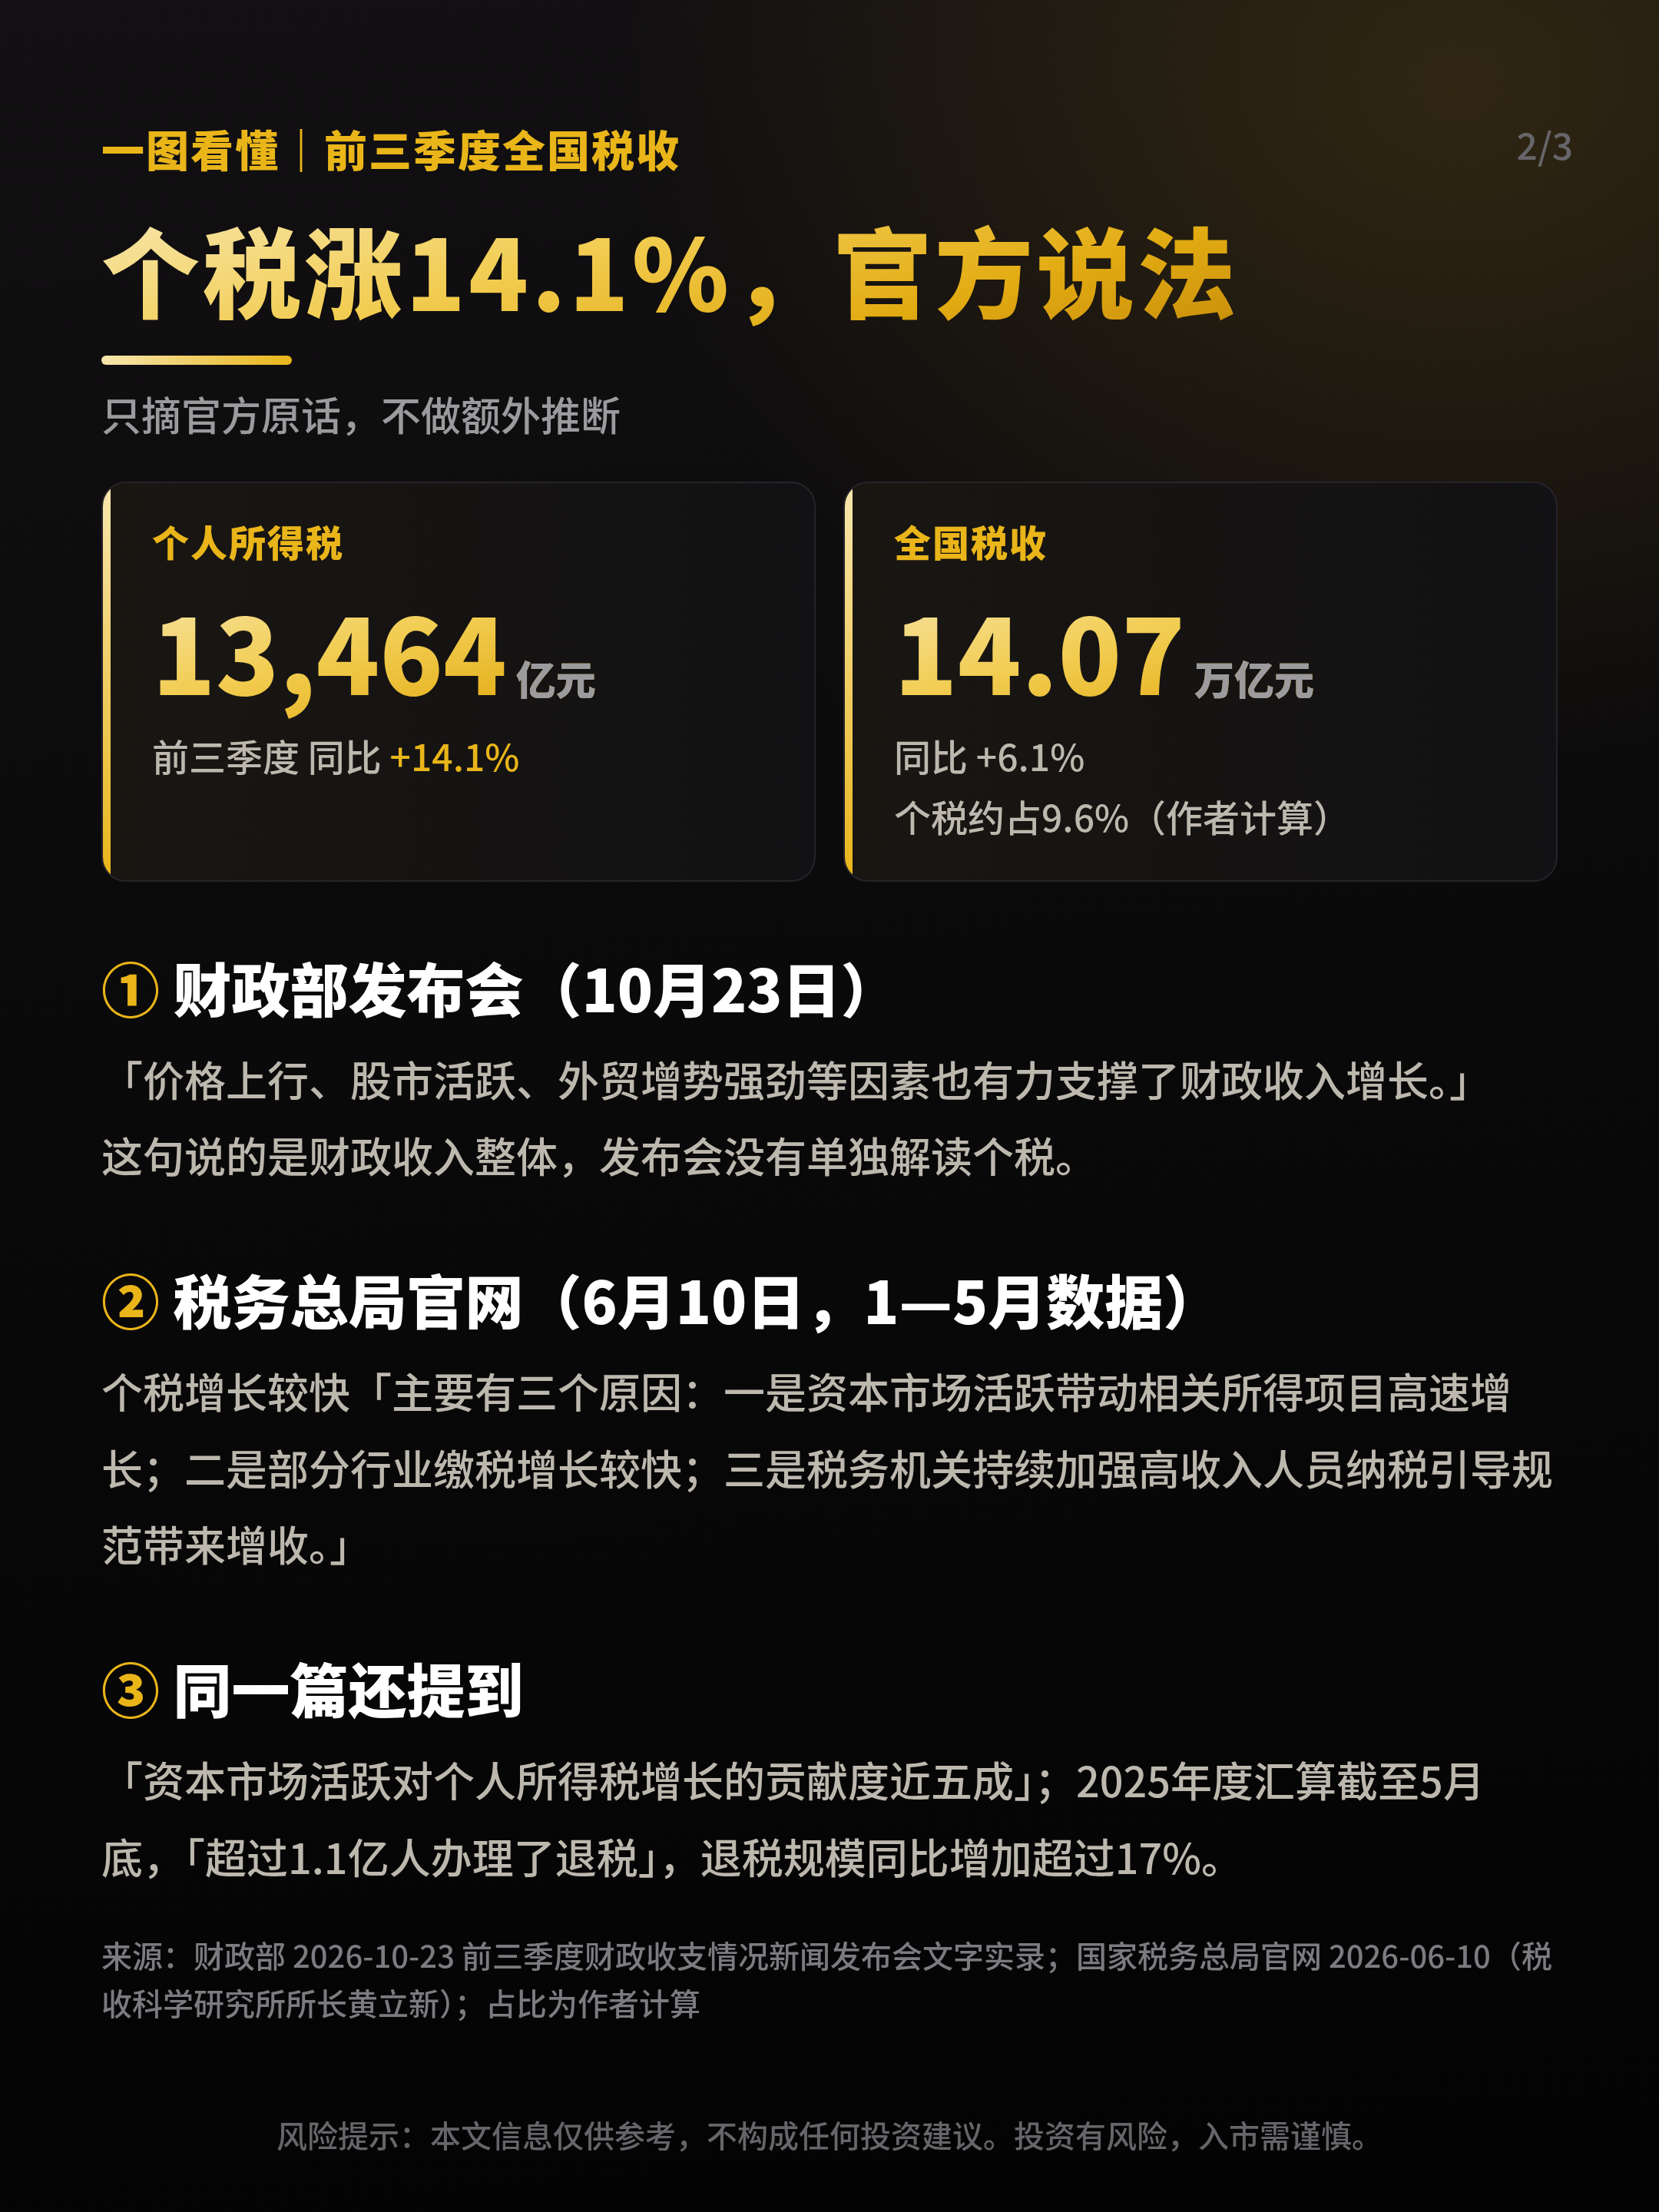 一图看懂｜前三季度全国税收
2/3
个税涨14.1%，官方说法
只摘官方原话，不做额外推断
个人所得税
13,464亿元
前三季度 同比 +14.1%
全国税收
14.07万亿元
同比 +6.1%
个税约占9.6%（作者计算）
① 财政部发布会（10月23日）
「价格上行、股市活跃、外贸增势强劲等因素也有力支撑了财政收入增长。」
这句说的是财政收入整体，发布会没有单独解读个税。
② 税务总局官网（6月10日，1—5月数据）
个税增长较快「主要有三个原因：一是资本市场活跃带动相关所得项目高速增
长；二是部分行业缴税增长较快；三是税务机关持续加强高收入人员纳税引导规
范带来增收。」
③ 同一篇还提到
「资本市场活跃对个人所得税增长的贡献度近五成」；2025年度汇算截至5月
底，「超过1.1亿人办理了退税」，退税规模同比增加超过17%。
来源：财政部 2026-10-23 前三季度财政收支情况新闻发布会文字实录；国家税务总局官网 2026-06-10（税
收科学研究所所长黄立新）；占比为作者计算
风险提示：本文信息仅供参考，不构成任何投资建议。投资有风险，入市需谨慎。